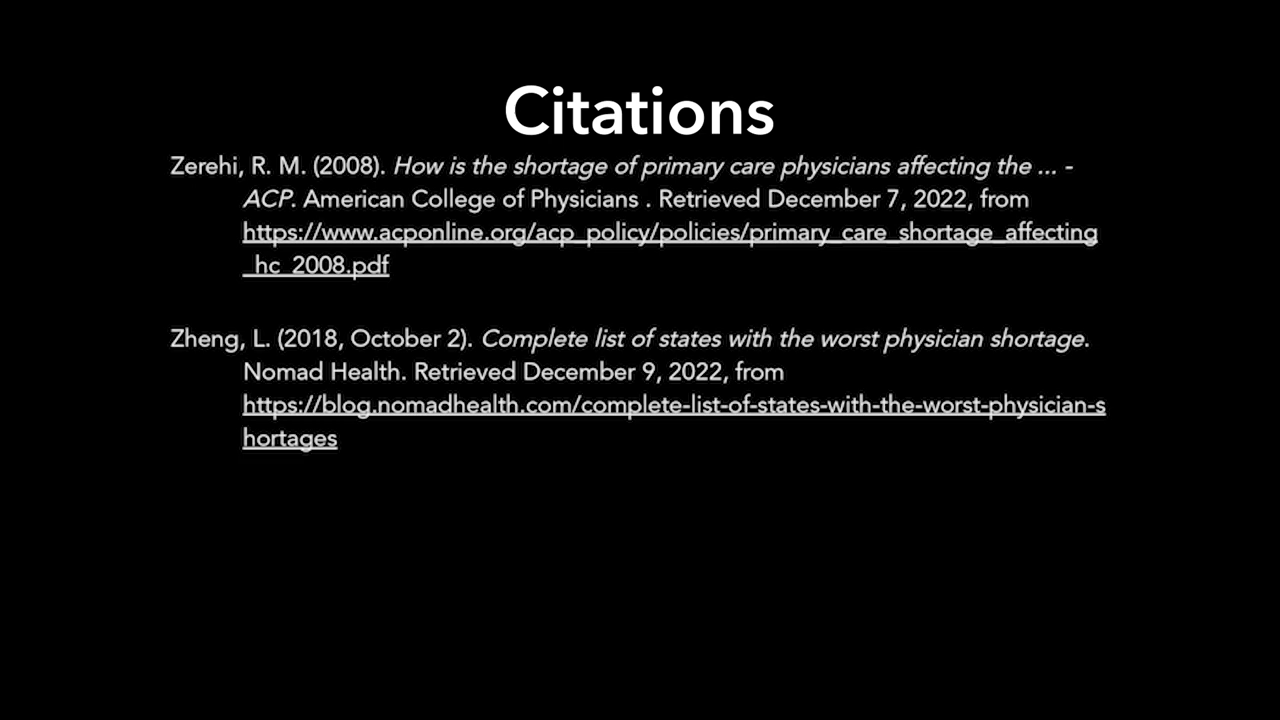 Citations
Zerehi, R. M. (2008). How is the shortage of primary care physicians affecting the ... -
ACP. American College of Physicians . Retrieved December 7, 2022, from
https://www.acponline.org/acp_policy/policies/primary_care_shortage_affecting
_hc_2008.pdf
Zheng, L. (2018, October 2). Complete list of states with the worst physician shortage.
Nomad Health. Retrieved December 9, 2022, from
https://blog.nomadhealth.com/complete-list-of-states-with-the-worst-physician-s
hortages